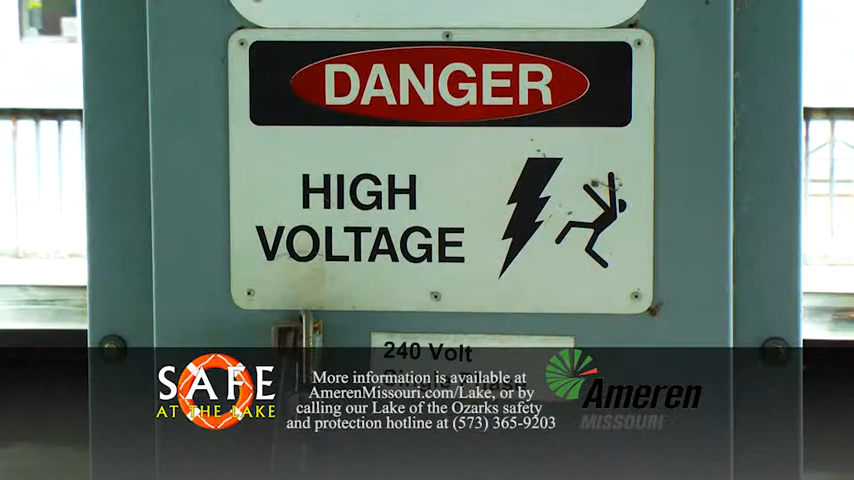 DANGER
HIGH
VOLTAGE
240 Volt
SAFE
AT THE LAKE
More information is available at
AmerenMissouri.com/Lake, or by
calling our Lake of the Ozarks safety
and protection hotline at (573) 365-9203
Ameren
MISSOURI